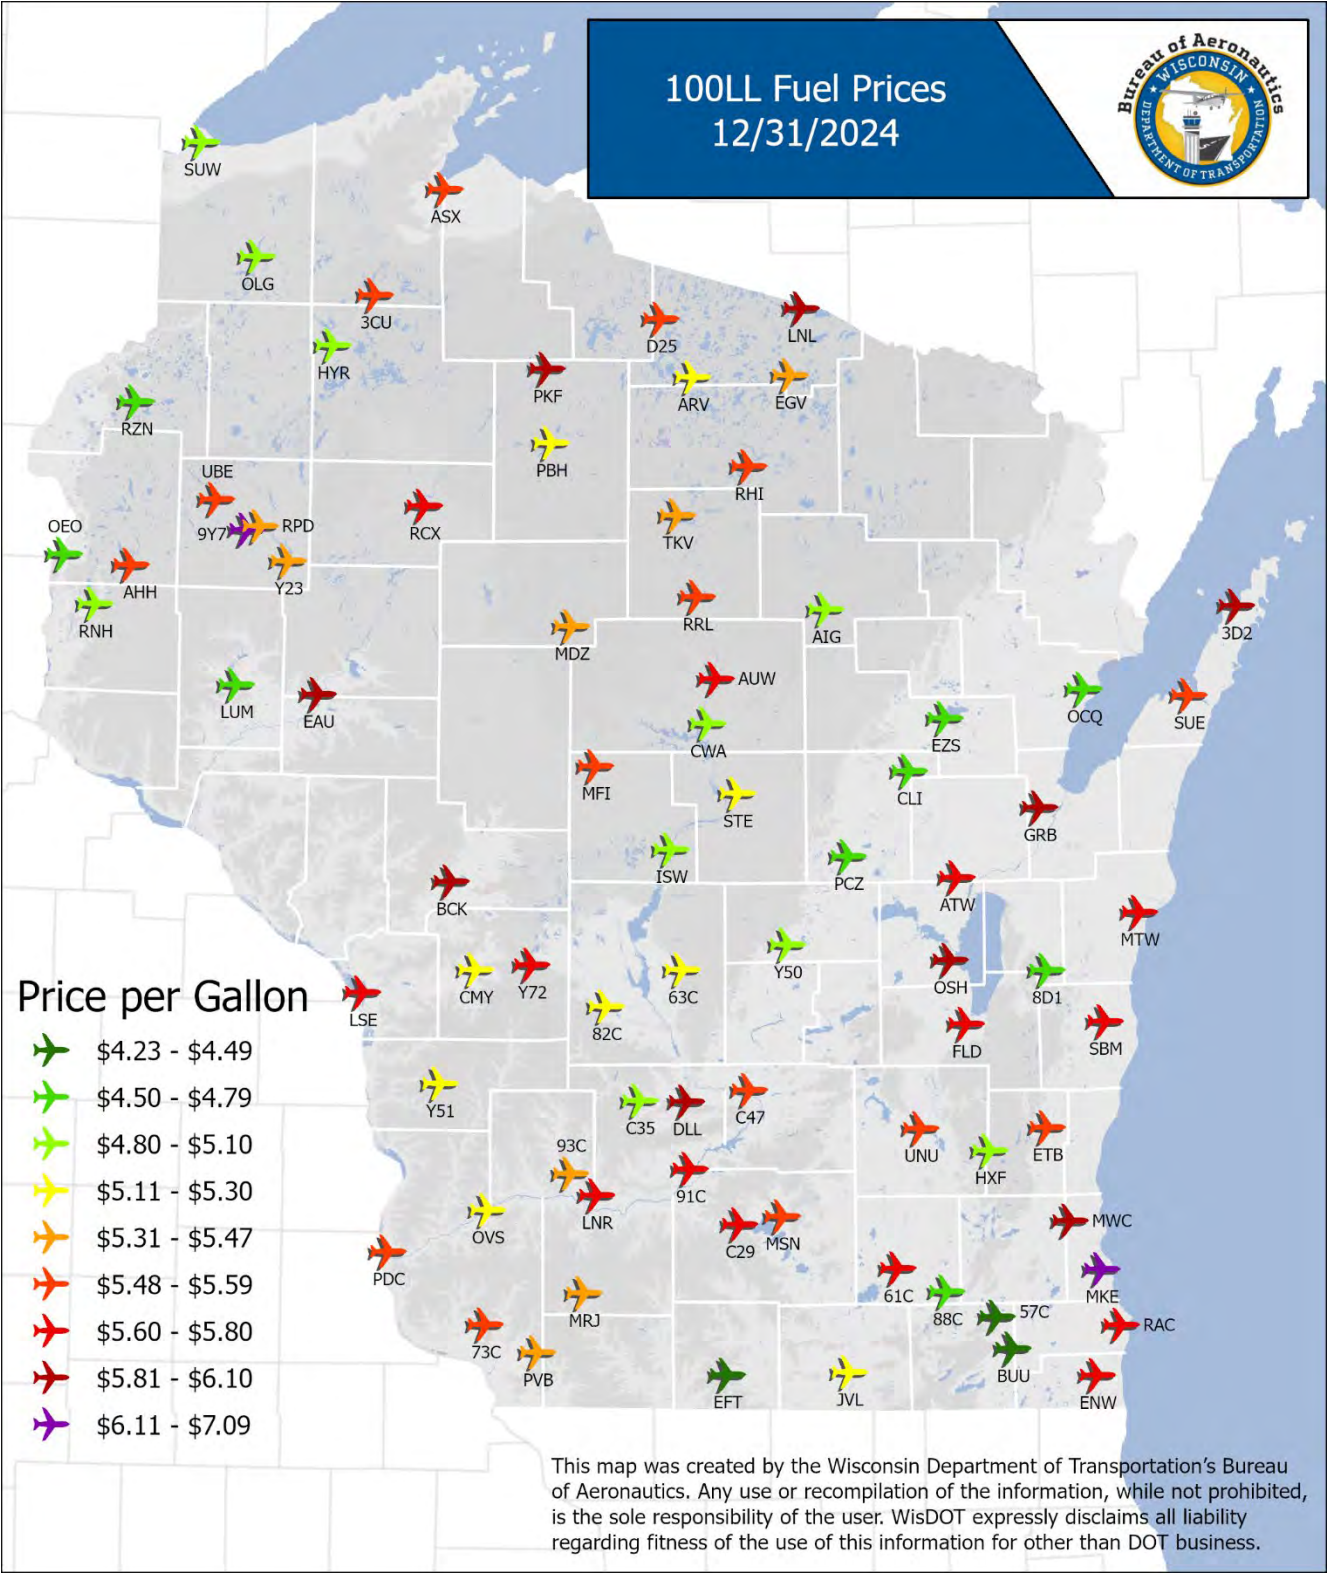 100LL Fuel Prices
12/31/2024
Bureau of Aeronautics
WISCONSIN
DEPARTMENT OF TRANSPORTATION
SUW
ASX
OLG
3CU
LNL
D25
HYR
PKF
ARV
EGV
RZN
PBH
UBE
RHI
OEO
9Y7
RPD
RCX
TKV
AHH
Y23
RNH
RRL
AIG
3D2
MDZ
AUW
LUM
EAU
OCQ
SUE
CWA
EZS
MFI
CLI
STE
GRB
ISW
PCZ
BCK
ATW
MTW
Y50
CMY
Y72
63C
OSH
8D1
LSE
82C
FLD
SBM
Price per Gallon
$4.23 - $4.49
$4.50 - $4.79
$4.80 - $5.10
$5.11 - $5.30
$5.31 - $5.47
$5.48 - $5.59
$5.60 - $5.80
$5.81 - $6.10
$6.11 - $7.09
Y51
C35
DLL
C47
93C
UNU
ETB
HXF
91C
LNR
OVS
MWC
C29
MSN
PDC
61C
MKE
MRJ
88C
57C
RAC
73C
PVB
BUU
EFT
JVL
ENW
This map was created by the Wisconsin Department of Transportation's Bureau
of Aeronautics. Any use or recompilation of the information, while not prohibited,
is the sole responsibility of the user. WisDOT expressly disclaims all liability
regarding fitness of the use of this information for other than DOT business.